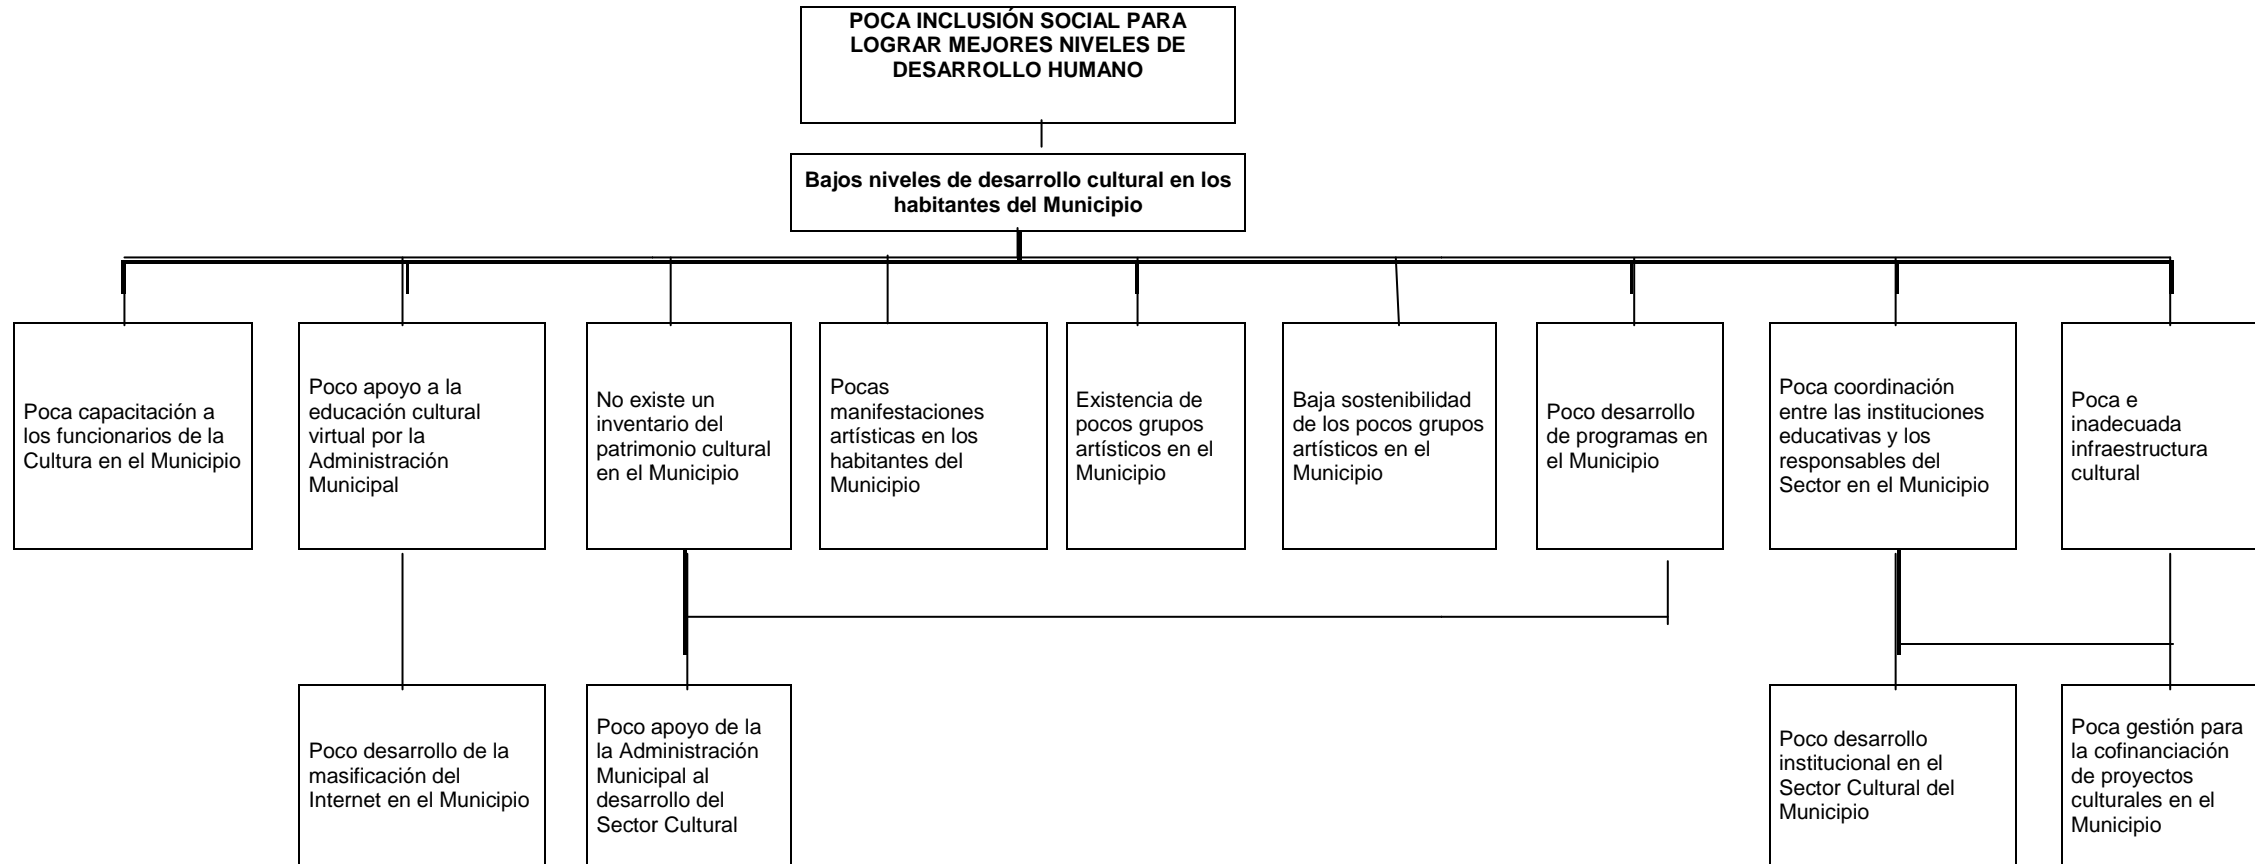 POCA INCLUSIÓN SOCIAL PARA
LOGRAR MEJORES NIVELES DE
DESARROLLO HUMANO
Bajos niveles de desarrollo cultural en los
habitantes del Municipio
Poca capacitación a
los funcionarios de la
Cultura en el Municipio
Poco apoyo a la
educación cultural
virtual por la
Administración
Municipal
No existe un
inventario del
patrimonio cultural
en el Municipio
Pocas
manifestaciones
artísticas en los
habitantes del
Municipio
Existencia de
pocos grupos
artísticos en el
Municipio
Baja sostenibilidad
de los pocos grupos
artísticos en el
Municipio
Poco desarrollo
de programas en
el Municipio
Poca coordinación
entre las instituciones
educativas y los
responsables del
Sector en el Municipio
Poca e
inadecuada
infraestructura
cultural
Poco desarrollo de la
masificación del
Internet en el Municipio
Poco apoyo de la
la Administración
Municipal al
desarrollo del
Sector Cultural
Poco desarrollo
institucional en el
Sector Cultural del
Municipio
Poca gestión para
la cofinanciación
de proyectos
culturales en el
Municipio